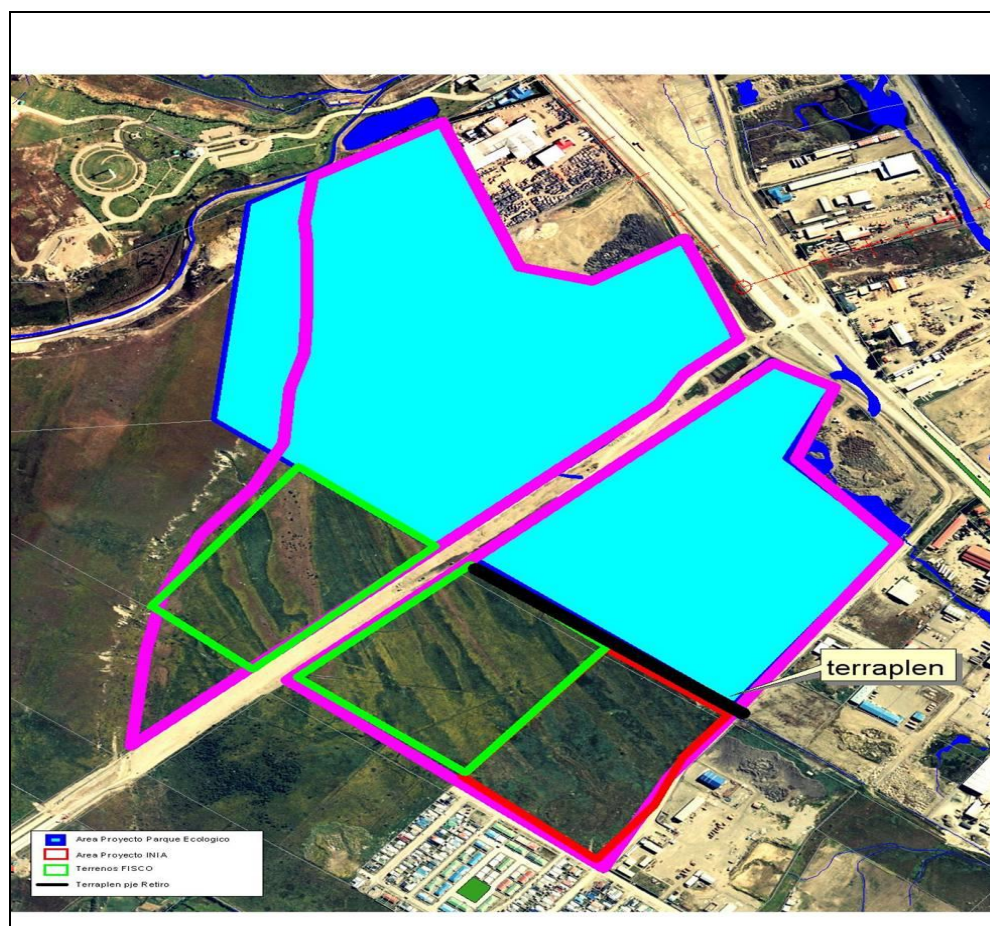 terraplen
Area Proyecto Parque Ecologico
Area Proyecto INIA
Terrenos FISCO
Terraplen pje Retiro